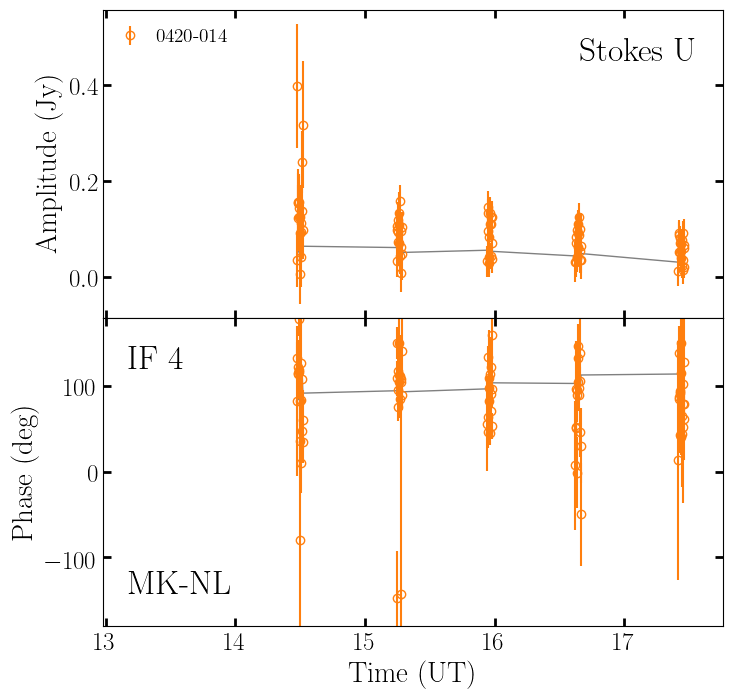 0420-014
Stokes U
Amplitude (Jy)
0.4
0.2
0.0
IF 4
Phase (deg)
100
0
−100
MK-NL
13 14 15 16 17
Time (UT)